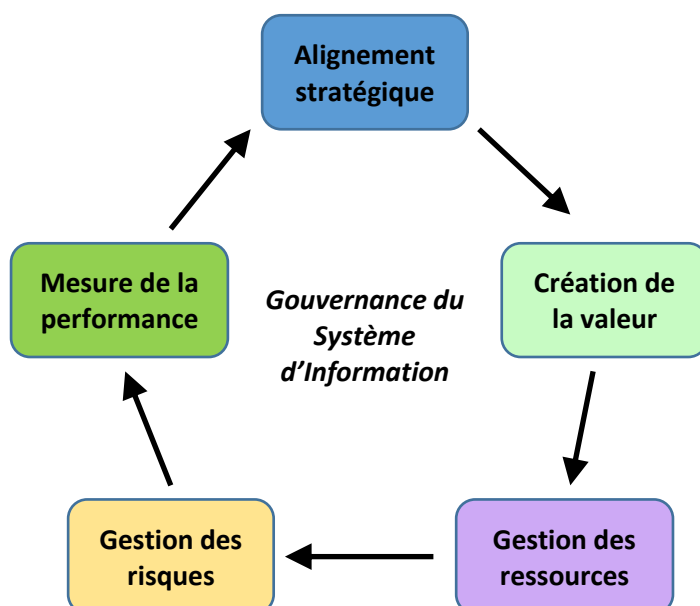 Alignement
stratégique
Mesure de la
performance
Gouvernance du
Système
d’Information
Création de
la valeur
Gestion des
risques
Gestion des
ressources